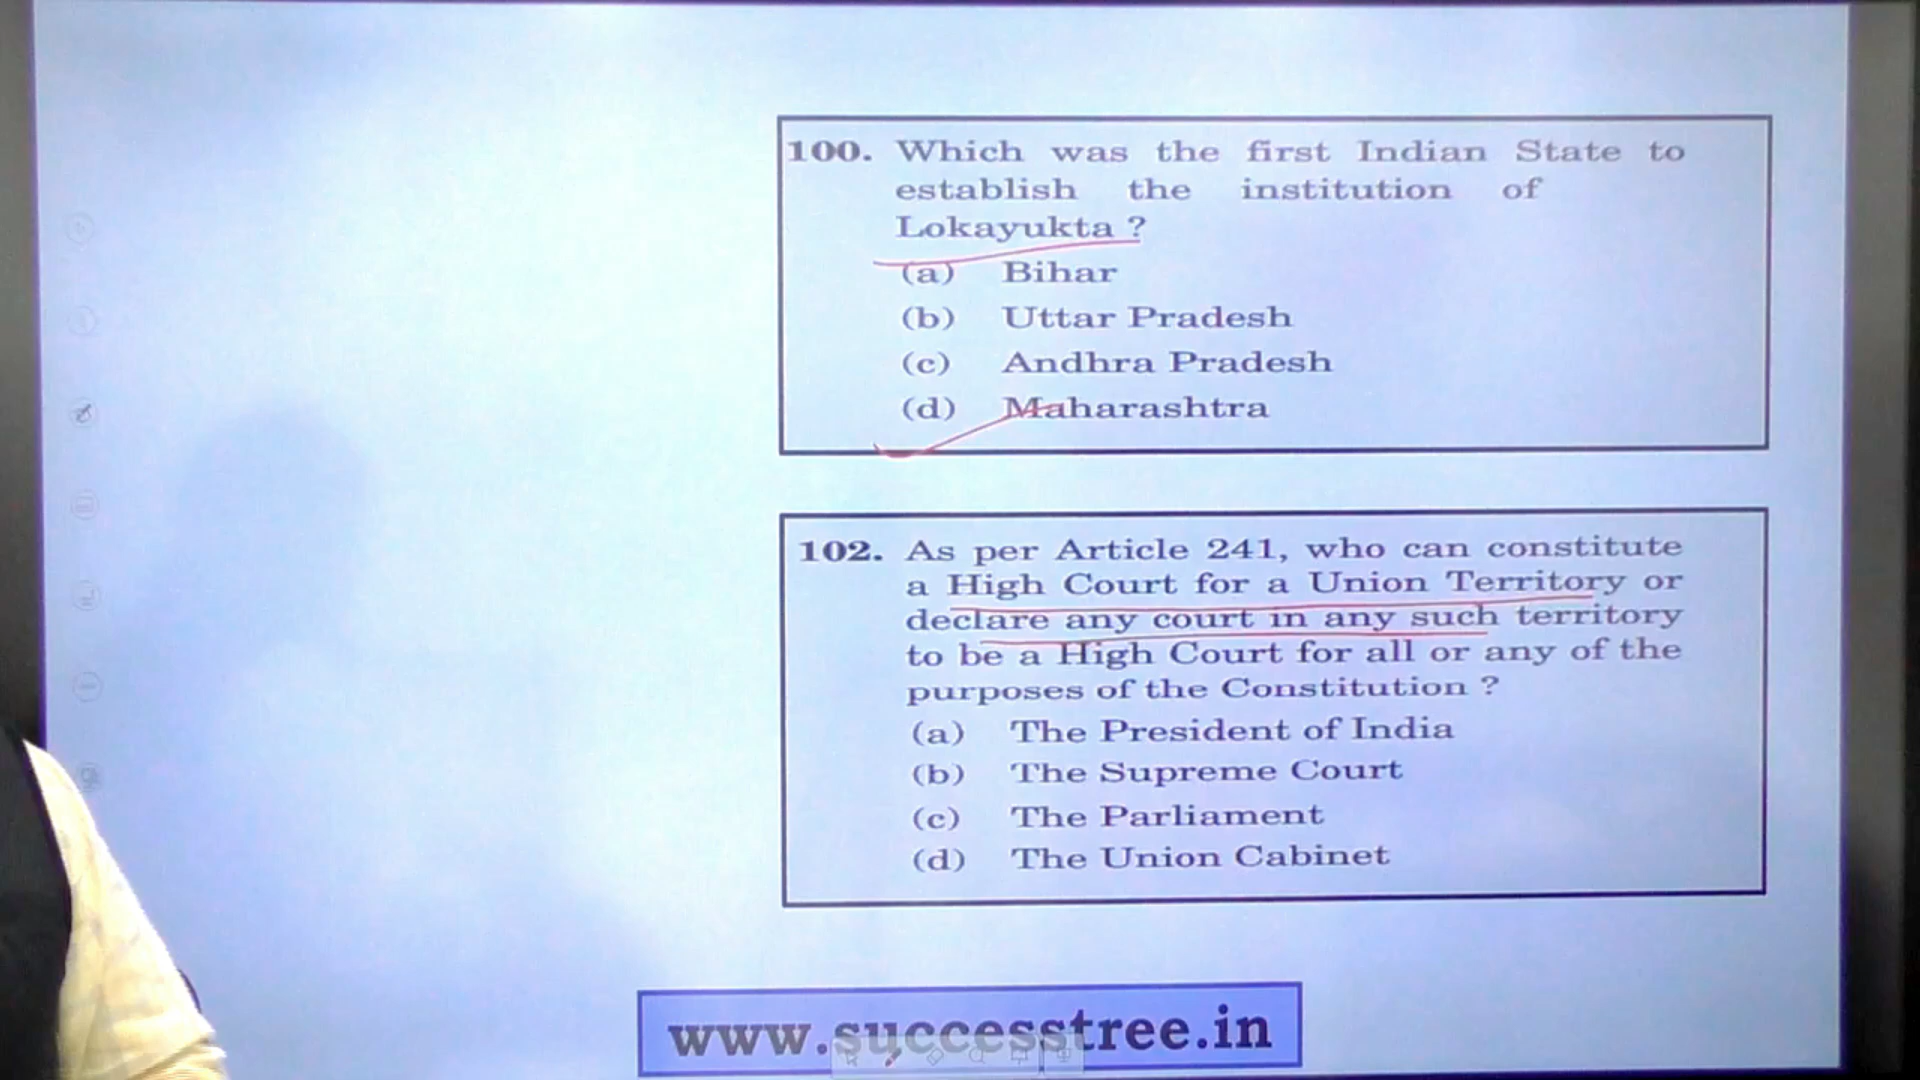 100. Which was the first Indian State to
establish the institution of
Lokayukta ?
(a) Bihar
(b) Uttar Pradesh
(c) Andhra Pradesh
(d) Maharashtra
102. As per Article 241, who can constitute
a High Court for a Union Territory or
declare any court in any such territory
to be a High Court for all or any of the
purposes of the Constitution ?
(a) The President of India
(b) The Supreme Court
(c) The Parliament
(d) The Union Cabinet
www.successtree.in